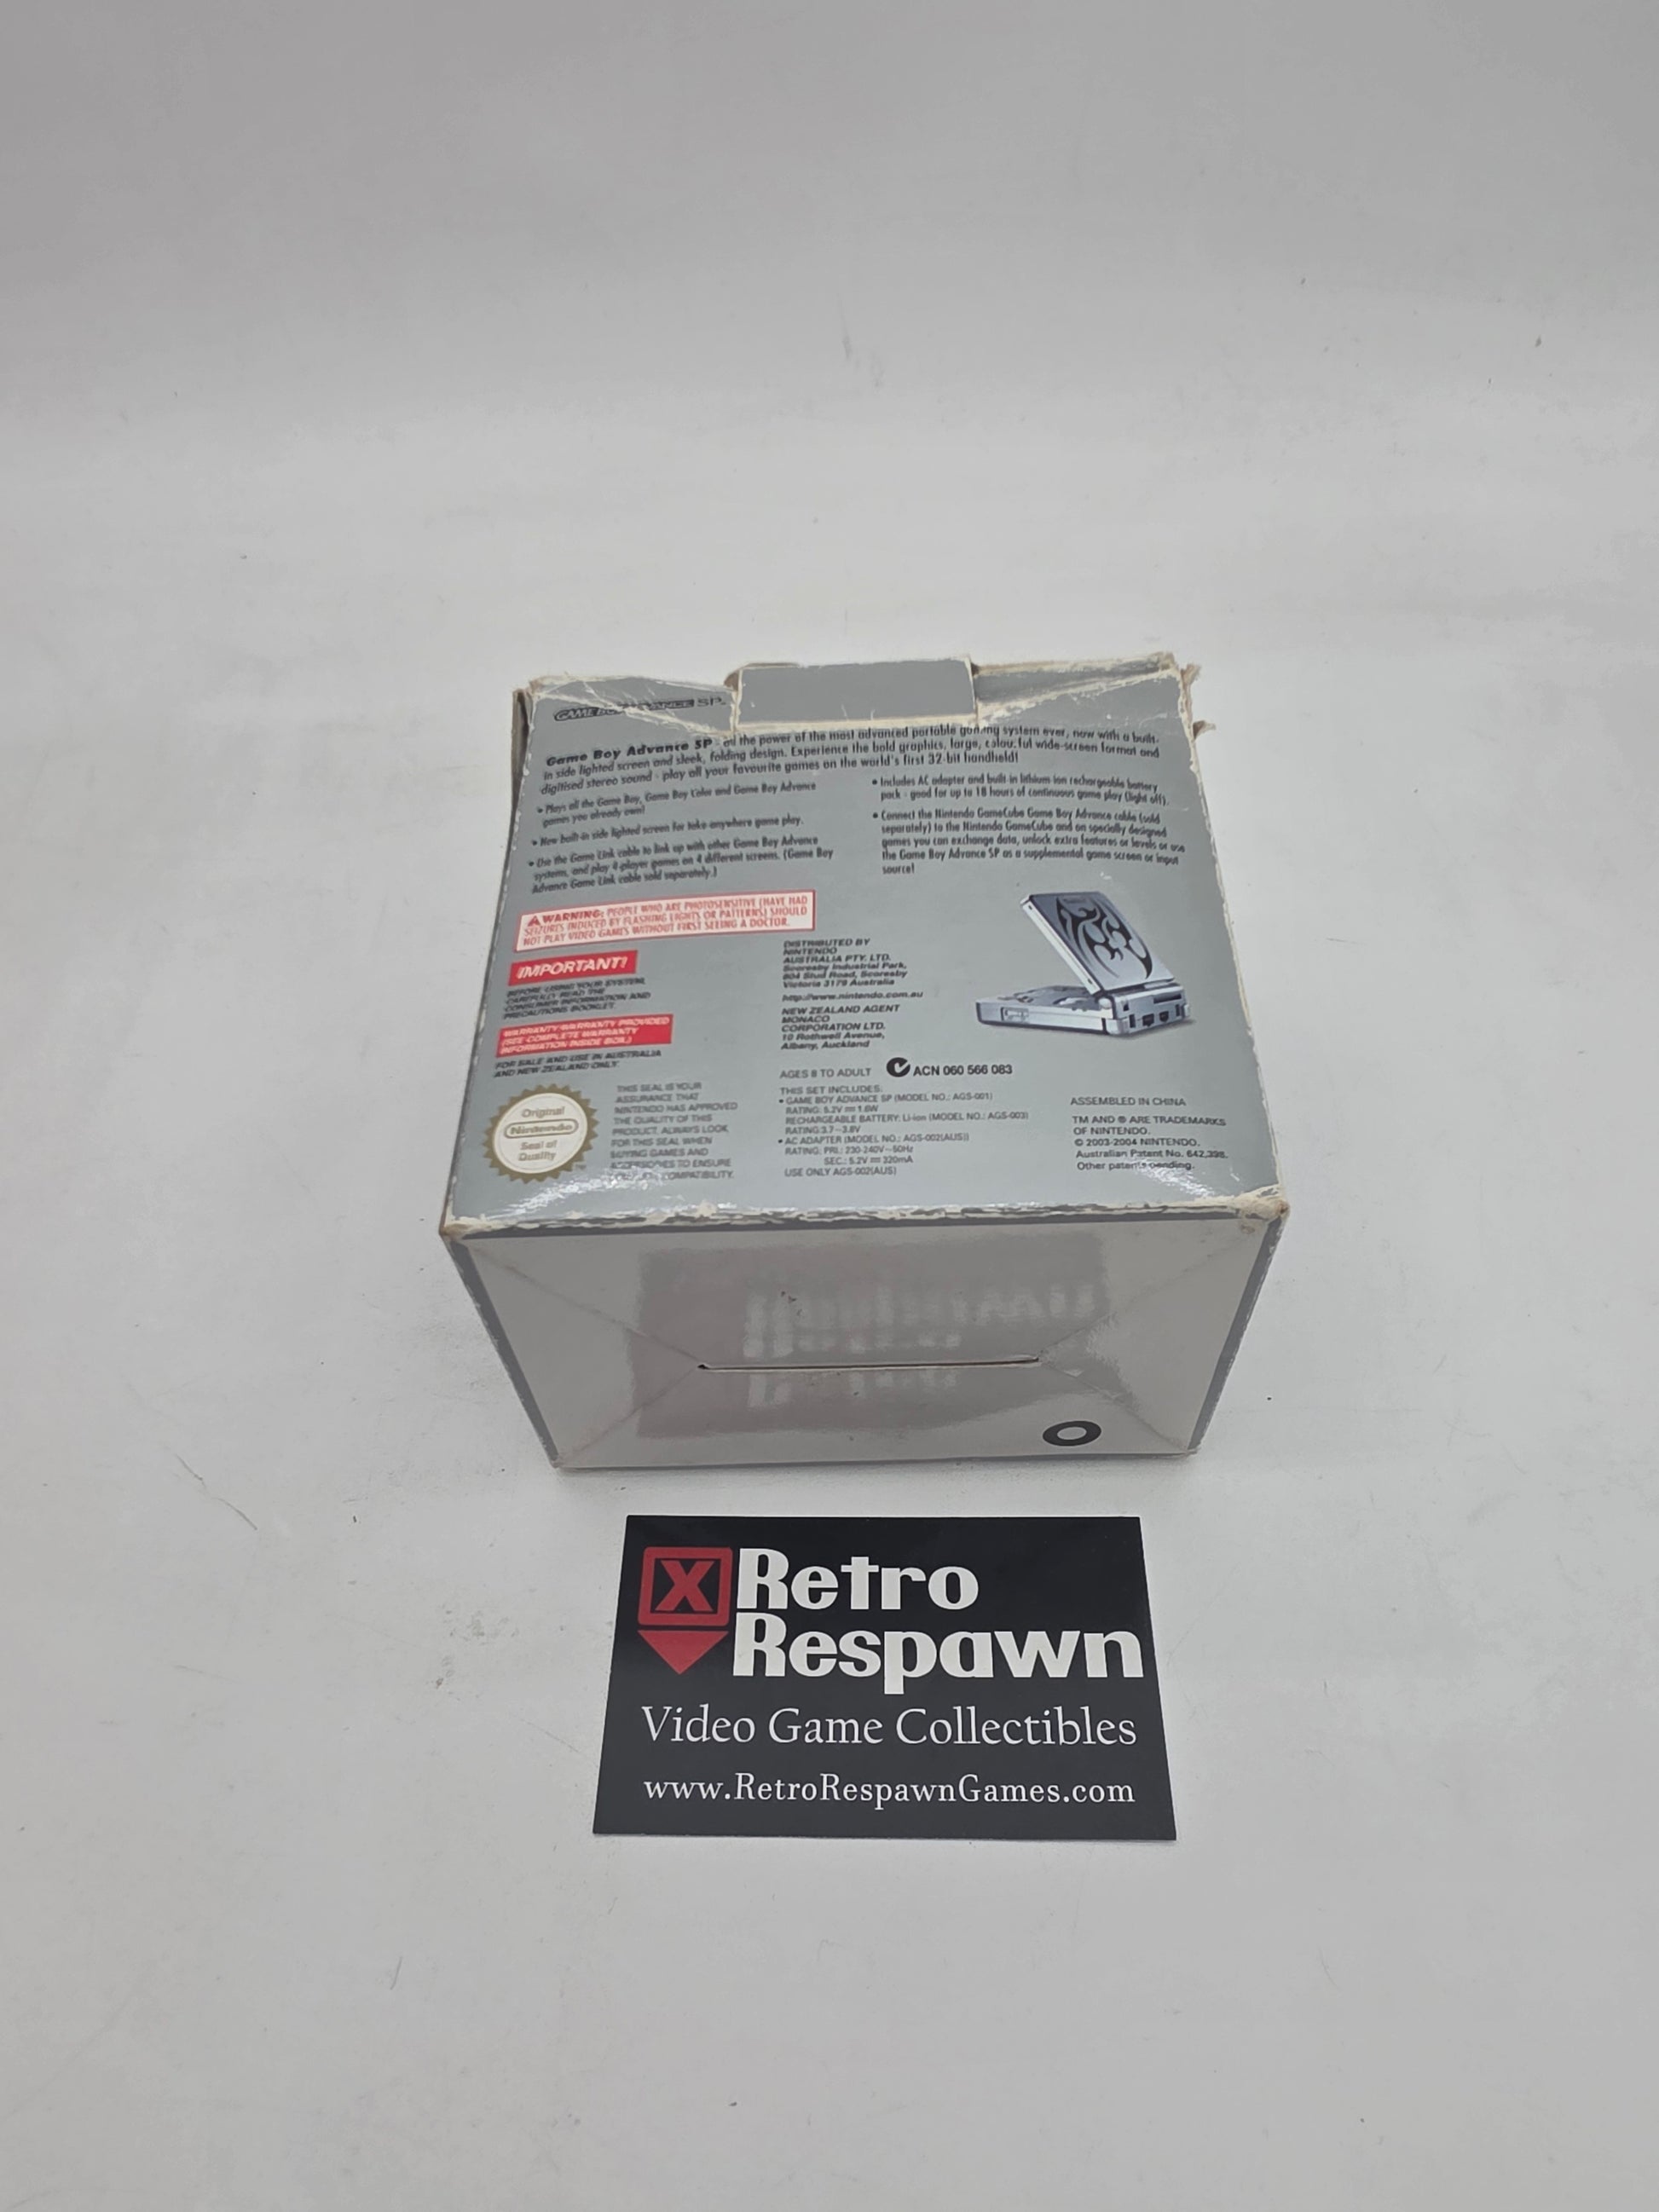 GAME BOY ADVANCE SP
Game Boy Advance SP - all the power of the most advanced portable gaming system ever, now with a built-
in side lighted screen and sleek, folding design. Experience the bold graphics, large, colourful wide-screen format and
digitised stereo sound - play all your favourite games on the world's first 32-bit handheld!
• Plays all the Game Boy, Game Boy Color and Game Boy Advance
games you already own!
• New built-in side lighted screen for take-anywhere game play.
• Use the Game Link cable to link up with other Game Boy Advance
systems, and play 4-player games on 4 different screens. (Game Boy
Advance Game Link cable sold separately.)
• Includes AC adapter and built in lithium ion rechargeable battery
pack - good for up to 18 hours of continuous game play (light off).
• Connect the Nintendo GameCube Game Boy Advance cable (sold
separately) to the Nintendo GameCube and on specially designed
games you can exchange data, unlock extra features or levels or use
the Game Boy Advance SP as a supplemental game screen or input
source!
WARNING: PEOPLE WHO ARE PHOTOSENSITIVE (HAVE HAD
SEIZURES INDUCED BY FLASHING LIGHTS OR PATTERNS) SHOULD
NOT PLAY VIDEO GAMES WITHOUT FIRST SEEING A DOCTOR.
IMPORTANT!
BEFORE USING YOUR SYSTEM,
CAREFULLY READ THE
CONSUMER INFORMATION AND
PRECAUTIONS BOOKLET.
WARRANTY: WARRANTY PROVIDED
(SEE COMPLETE WARRANTY
INFORMATION INSIDE BOX.)
FOR SALE AND USE IN AUSTRALIA
AND NEW ZEALAND ONLY.
Original
Nintendo
Seal of
Quality
TM
THIS SEAL IS YOUR
ASSURANCE THAT
NINTENDO HAS APPROVED
THE QUALITY OF THIS
PRODUCT. ALWAYS LOOK
FOR THIS SEAL WHEN
BUYING GAMES AND
ACCESSORIES TO ENSURE
COMPATIBILITY.
DISTRIBUTED BY
NINTENDO
AUSTRALIA PTY. LTD.
Scoresby Industrial Park,
804 Stud Road, Scoresby
Victoria 3179 Australia
http://www.nintendo.com.au
NEW ZEALAND AGENT
MONACO
CORPORATION LTD.
10 Rothwell Avenue,
Albany, Auckland
AGES 8 TO ADULT
ACN 060 566 083
THIS SET INCLUDES:
• GAME BOY ADVANCE SP (MODEL NO.: AGS-001)
RATING: 5.2V 1.6W
RECHARGEABLE BATTERY: Li-ion (MODEL NO.: AGS-003)
RATING: 3.7-3.8V
• AC ADAPTER (MODEL NO.: AGS-002(AUS))
RATING: PRI.: 230-240V~50Hz
SEC.: 5.2V 320mA
USE ONLY AGS-002(AUS)
ASSEMBLED IN CHINA
TM AND ® ARE TRADEMARKS
OF NINTENDO.
© 2003-2004 NINTENDO.
Australian Patent No. 642,398.
Other patents pending.
X Retro
Respawn
Video Game Collectibles
www.RetroRespawnGames.com